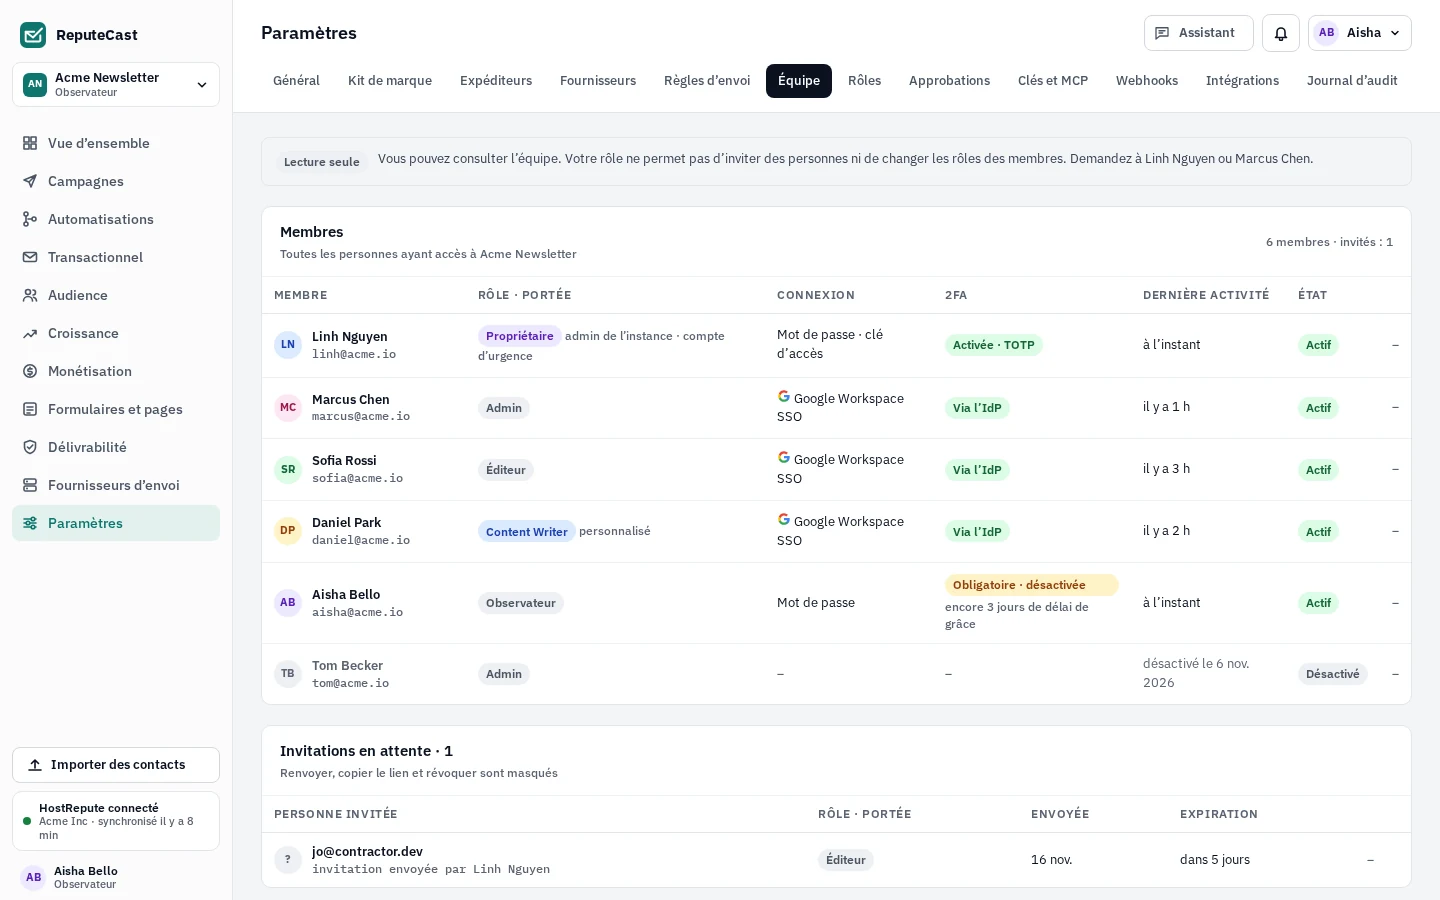 ReputeCast
AN
Acme Newsletter
Observateur
Vue d’ensemble
Campagnes
Automatisations
Transactionnel
Audience
Croissance
Monétisation
Formulaires et pages
Délivrabilité
Fournisseurs d’envoi
Paramètres
Importer des contacts
HostRepute connecté
Acme Inc · synchronisé il y a 8
min
AB
Aisha Bello
Observateur
Paramètres
Assistant
AB Aisha
Général Kit de marque Expéditeurs Fournisseurs Règles d’envoi Équipe Rôles Approbations Clés et MCP Webhooks Intégrations Journal d’audit
Lecture seule Vous pouvez consulter l’équipe. Votre rôle ne permet pas d’inviter des personnes ni de changer les rôles des membres. Demandez à Linh Nguyen ou Marcus Chen.
Membres
Toutes les personnes ayant accès à Acme Newsletter
6 membres · invités : 1
MEMBRE RÔLE · PORTÉE CONNEXION 2FA DERNIÈRE ACTIVITÉ ÉTAT
LN
Linh Nguyen
linh@acme.io
Propriétaire admin de l’instance · compte
d’urgence
Mot de passe · clé
d’accès
Activée · TOTP
à l’instant
Actif
–
MC
Marcus Chen
marcus@acme.io
Admin
Google Workspace
SSO
Via l’IdP
il y a 1 h
Actif
–
SR
Sofia Rossi
sofia@acme.io
Éditeur
Google Workspace
SSO
Via l’IdP
il y a 3 h
Actif
–
DP
Daniel Park
daniel@acme.io
Content Writer personnalisé
Google Workspace
SSO
Via l’IdP
il y a 2 h
Actif
–
AB
Aisha Bello
aisha@acme.io
Observateur
Mot de passe
Obligatoire · désactivée
encore 3 jours de délai de
grâce
à l’instant
Actif
–
TB
Tom Becker
tom@acme.io
Admin
–
–
désactivé le 6 nov.
2026
Désactivé
–
Invitations en attente · 1
Renvoyer, copier le lien et révoquer sont masqués
PERSONNE INVITÉE RÔLE · PORTÉE ENVOYÉE EXPIRATION
?
jo@contractor.dev
invitation envoyée par Linh Nguyen
Éditeur
16 nov.
dans 5 jours
–